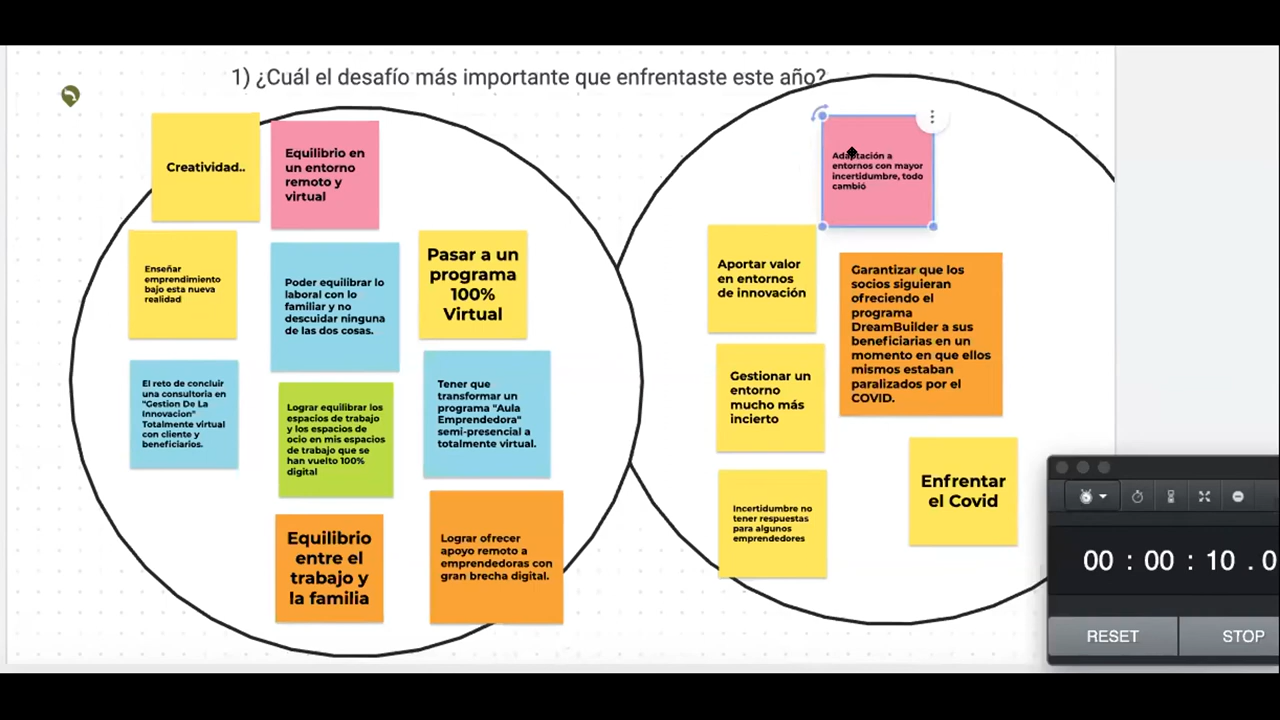 1) ¿Cuál el desafío más importante que enfrentaste este año?
Creatividad..
Equilibrio en
un entorno
remoto y
virtual
Enseñar
emprendimiento
bajo esta nueva
realidad
Poder equilibrar lo
laboral con lo
familiar y no
descuidar ninguna
de las dos cosas.
Pasar a un
programa
100%
Virtual
El reto de concluir
una consultoria en
"Gestion De La
Innovacion"
Totalmente virtual
con cliente y
beneficiarios.
Lograr equilibrar los
espacios de trabajo
y los espacios de
ocio en mis espacios
de trabajo que se
han vuelto 100%
digital
Tener que
transformar un
programa "Aula
Emprendedora"
semi-presencial a
totalmente virtual.
Equilibrio
entre el
trabajo y
la familia
Lograr ofrecer
apoyo remoto a
emprendedoras con
gran brecha digital.
Adaptación a
entornos con mayor
incertidumbre, todo
cambió
Aportar valor
en entornos
de innovación
Garantizar que los
socios siguieran
ofreciendo el
programa
DreamBuilder a sus
beneficiarias en un
momento en que ellos
mismos estaban
paralizados por el
COVID.
Gestionar un
entorno
mucho más
incierto
Enfrentar
el Covid
Incertidumbre no
tener respuestas
para algunos
emprendedores
00 : 00 : 10 . 0
RESET
STOP